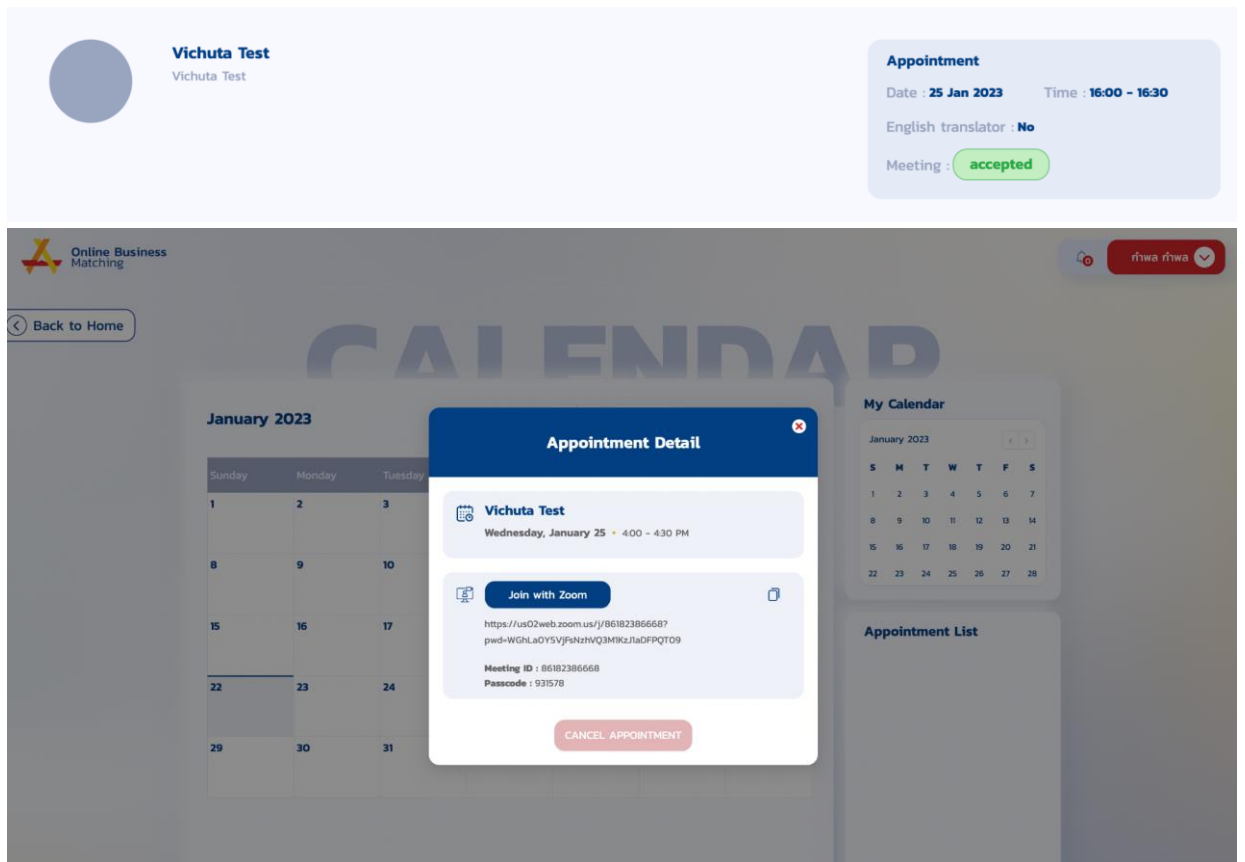 Vichuta Test
Vichuta Test
Appointment
Date : 25 Jan 2023 Time : 16:00 - 16:30
English translator : No
Meeting : accepted
Online Business
Matching
0
กำพล กำพล
Back to Home
CALENDAR
January 2023
Sunday Monday Tuesday
1 2 3
8 9 10
15 16 17
22 23 24
29 30 31
Appointment Detail
Vichuta Test
Wednesday, January 25 • 4:00 - 4:30 PM
Join with Zoom
https://us02web.zoom.us/j/86182386668?
Meeting ID : 86182386668
Passcode : 931578
CANCEL APPOINTMENT
My Calendar
January 2023
S M T W T F S
1 2 3 4 5 6 7
8 9 10 11 12 13 14
15 16 17 18 19 20 21
22 23 24 25 26 27 28
Appointment List